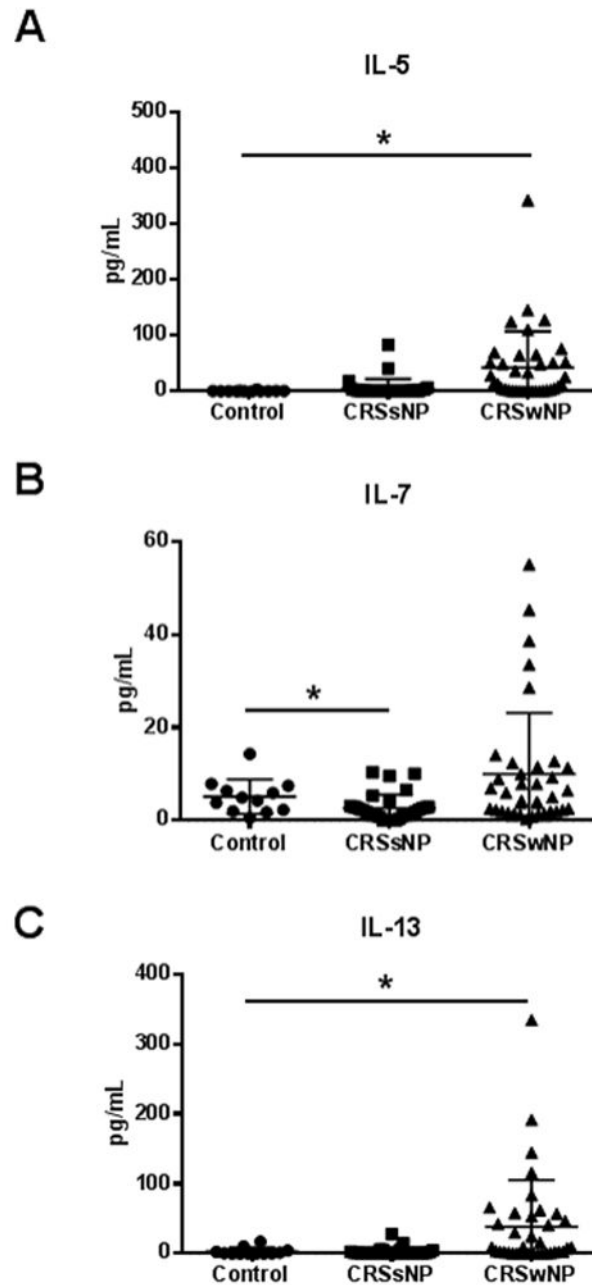 A
IL-5
500
400
300
200
100
0
pg/mL
*
Control CRSsNP CRSwNP
B
IL-7
60
40
20
0
pg/mL
*
Control CRSsNP CRSwNP
C
IL-13
400
300
200
100
0
pg/mL
*
Control CRSsNP CRSwNP